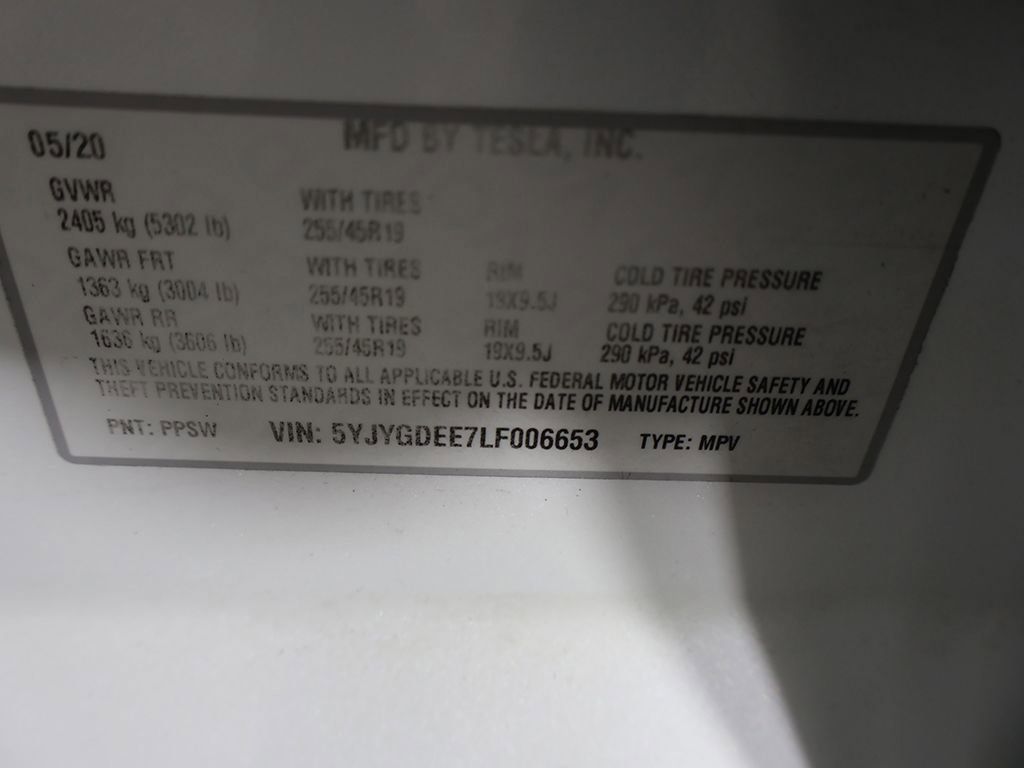 MFD BY TESLA, INC.
05/20
GVWR
2405 kg (5302 lb)
WITH TIRES
255/45R19
GAWR FRT
1363 kg (3004 lb)
WITH TIRES
255/45R19
RIM
19X9.5J
COLD TIRE PRESSURE
290 kPa, 42 psi
GAWR RR
1636 kg (3606 lb)
WITH TIRES
255/45R19
RIM
19X9.5J
COLD TIRE PRESSURE
290 kPa, 42 psi
THIS VEHICLE CONFORMS TO ALL APPLICABLE U.S. FEDERAL MOTOR VEHICLE SAFETY AND
THEFT PREVENTION STANDARDS IN EFFECT ON THE DATE OF MANUFACTURE SHOWN ABOVE.
PNT: PPSW VIN: 5YJYGDEE7LF006653 TYPE: MPV